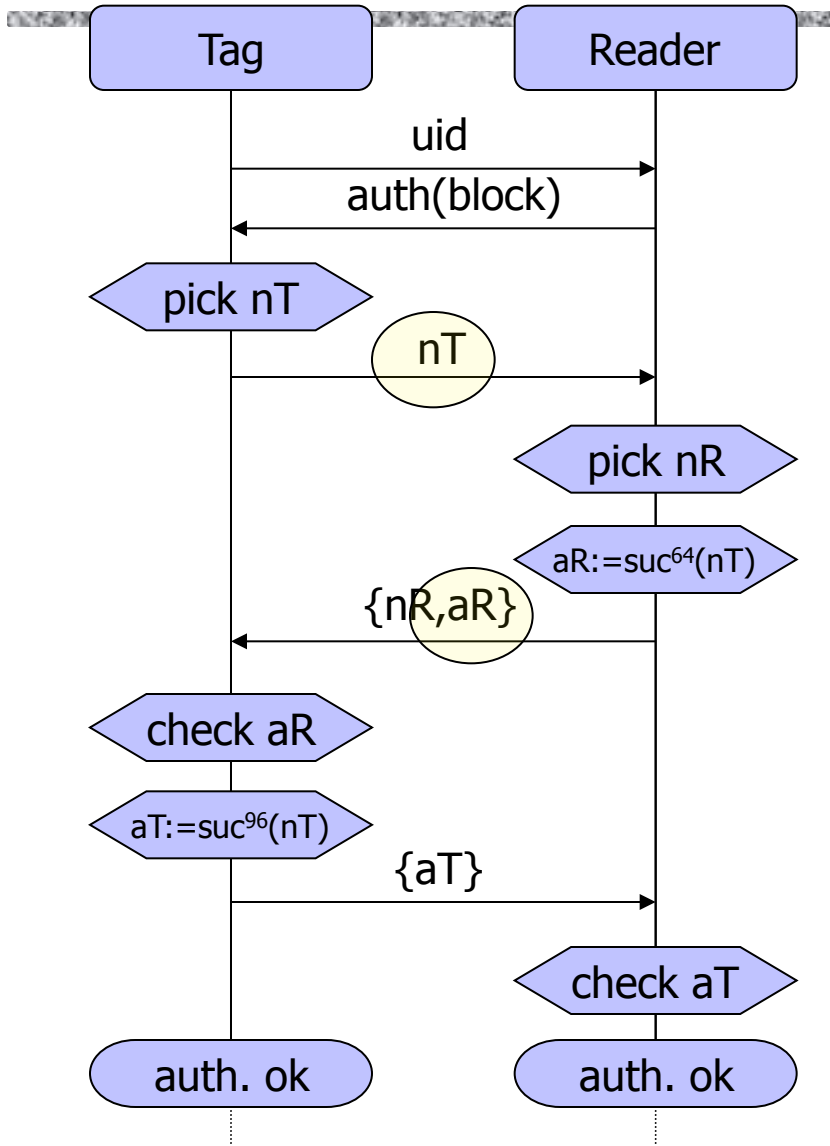 Tag Reader
uid
auth(block)
pick nT
nT
pick nR
aR:=suc⁶⁴(nT)
{nR,aR}
check aR
aT:=suc⁹⁶(nT)
{aT}
check aT
auth. ok auth. ok